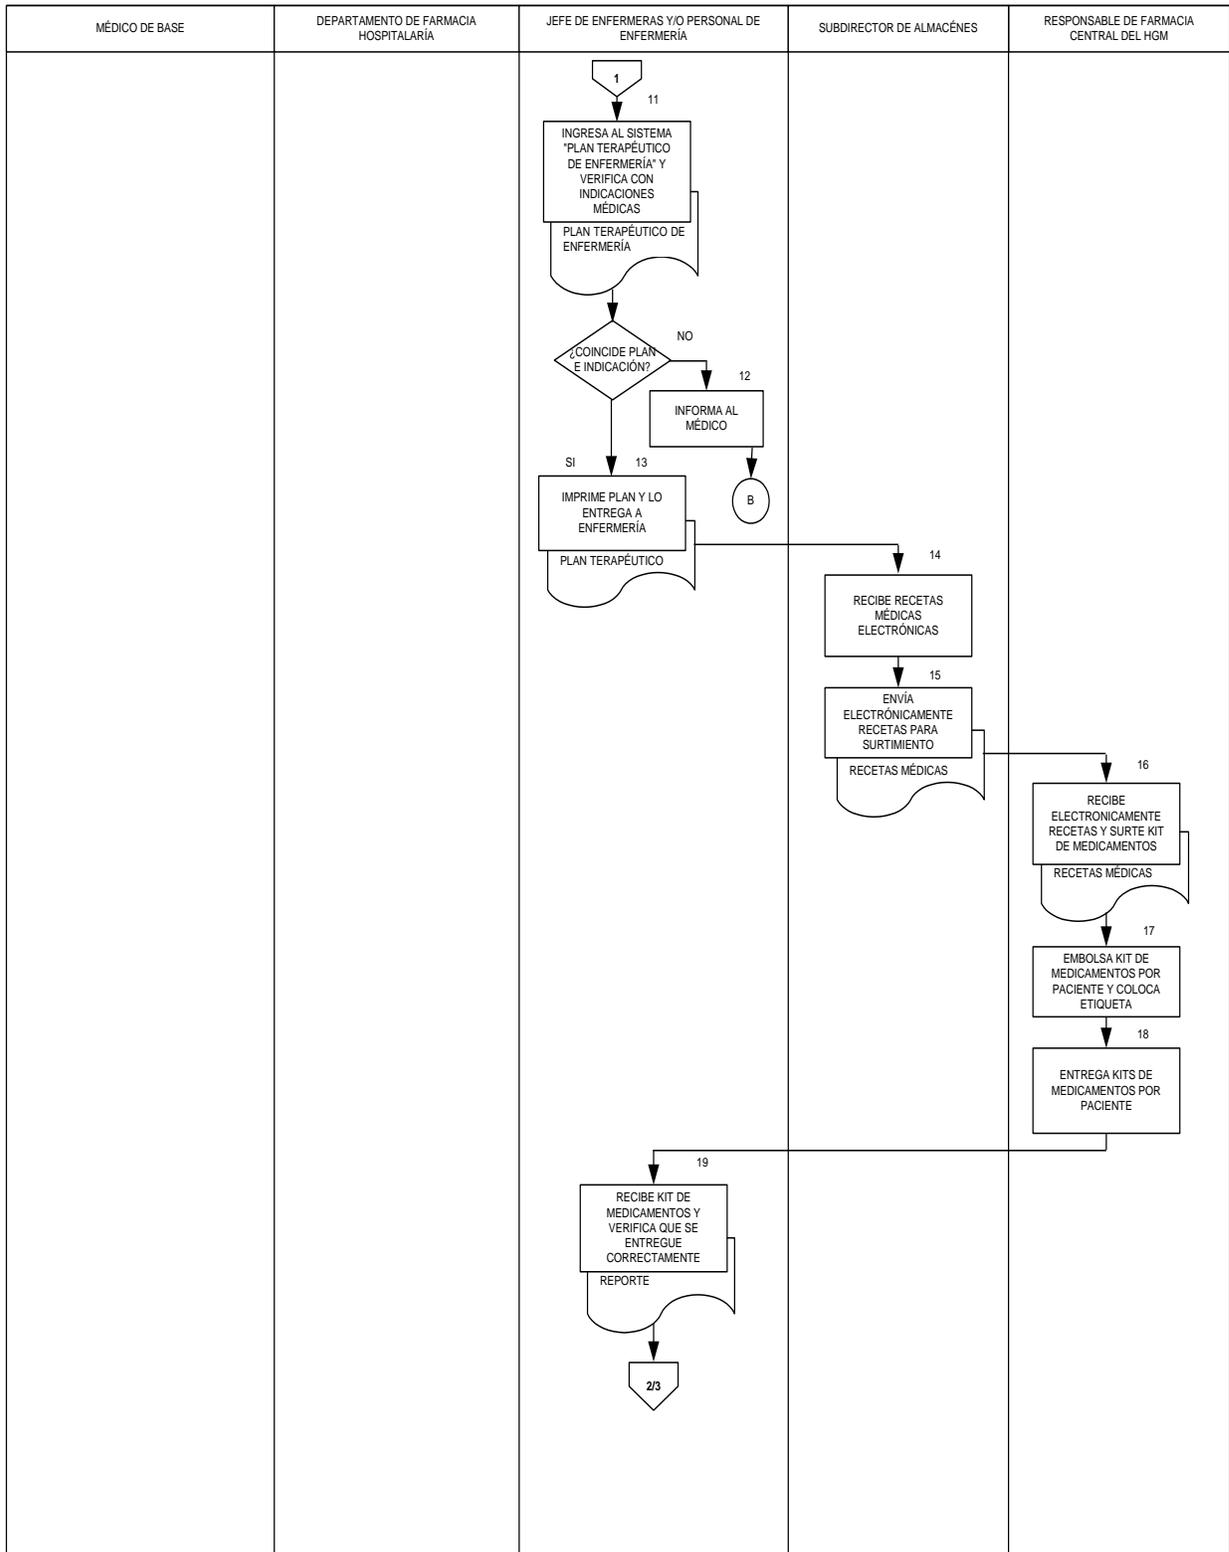 MÉDICO DE BASE
DEPARTAMENTO DE FARMACIA
HOSPITALARÍA
JEFE DE ENFERMERAS Y/O PERSONAL DE
ENFERMERÍA
SUBDIRECTOR DE ALMACÉNES
RESPONSABLE DE FARMACIA
CENTRAL DEL HGM
1
11
INGRESA AL SISTEMA
"PLAN TERAPÉUTICO
DE ENFERMERÍA" Y
VERIFICA CON
INDICACIONES
MÉDICAS
PLAN TERAPÉUTICO DE
ENFERMERÍA
¿COINCIDE PLAN
E INDICACIÓN?
NO
12
INFORMA AL
MÉDICO
B
SI
13
IMPRIME PLAN Y LO
ENTREGA A
ENFERMERÍA
PLAN TERAPÉUTICO
14
RECIBE RECETAS
MÉDICAS
ELECTRÓNICAS
15
ENVÍA
ELECTRÓNICAMENTE
RECETAS PARA
SURTIMIENTO
RECETAS MÉDICAS
16
RECIBE
ELECTRONICAMENTE
RECETAS Y SURTE KIT
DE MEDICAMENTOS
RECETAS MÉDICAS
17
EMBOLSA KIT DE
MEDICAMENTOS POR
PACIENTE Y COLOCA
ETIQUETA
18
ENTREGA KITS DE
MEDICAMENTOS POR
PACIENTE
19
RECIBE KIT DE
MEDICAMENTOS Y
VERIFICA QUE SE
ENTREGUE
CORRECTAMENTE
REPORTE
2/3